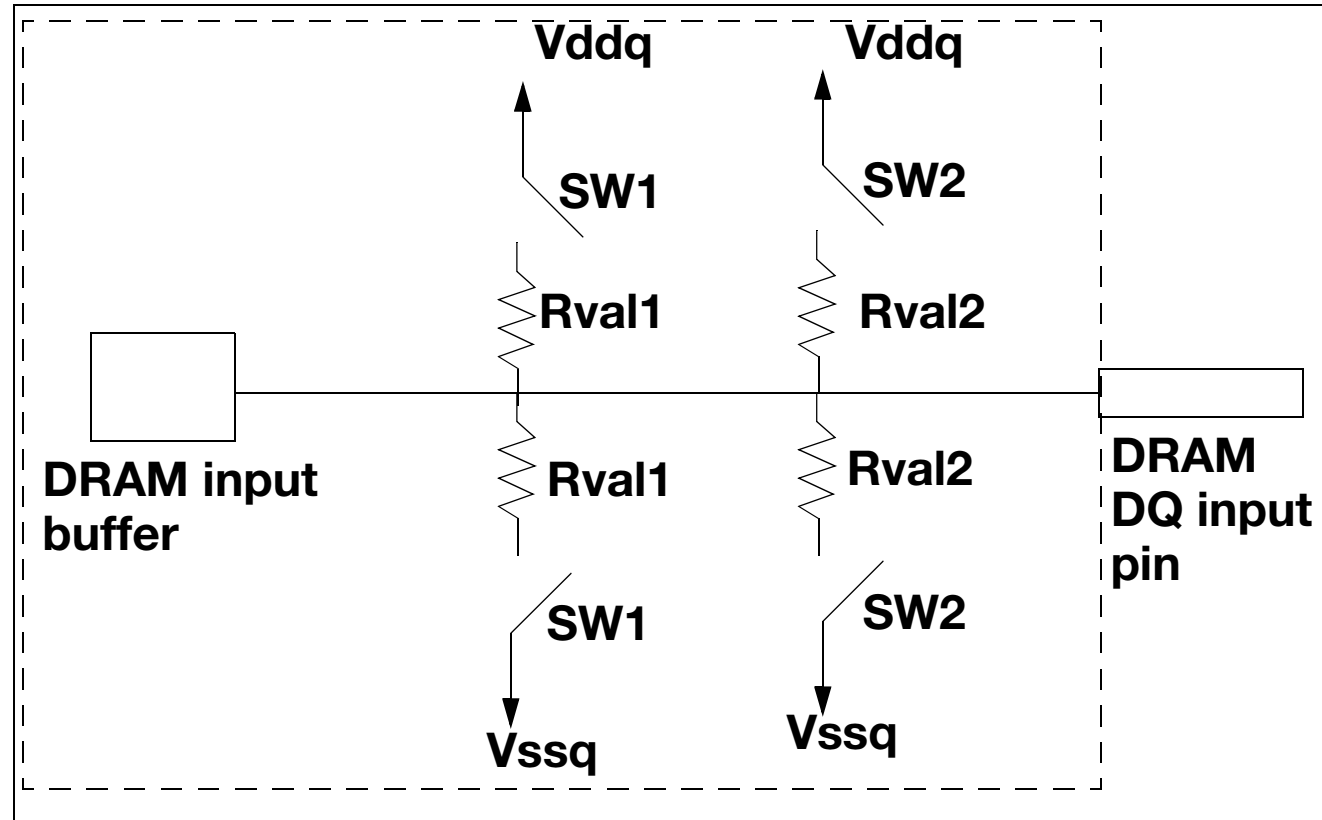 Vddq
Vddq
SW1
SW2
Rval1
Rval2
DRAM input
buffer
Rval1
Rval2
DRAM
DQ input
pin
SW1
SW2
Vssq
Vssq